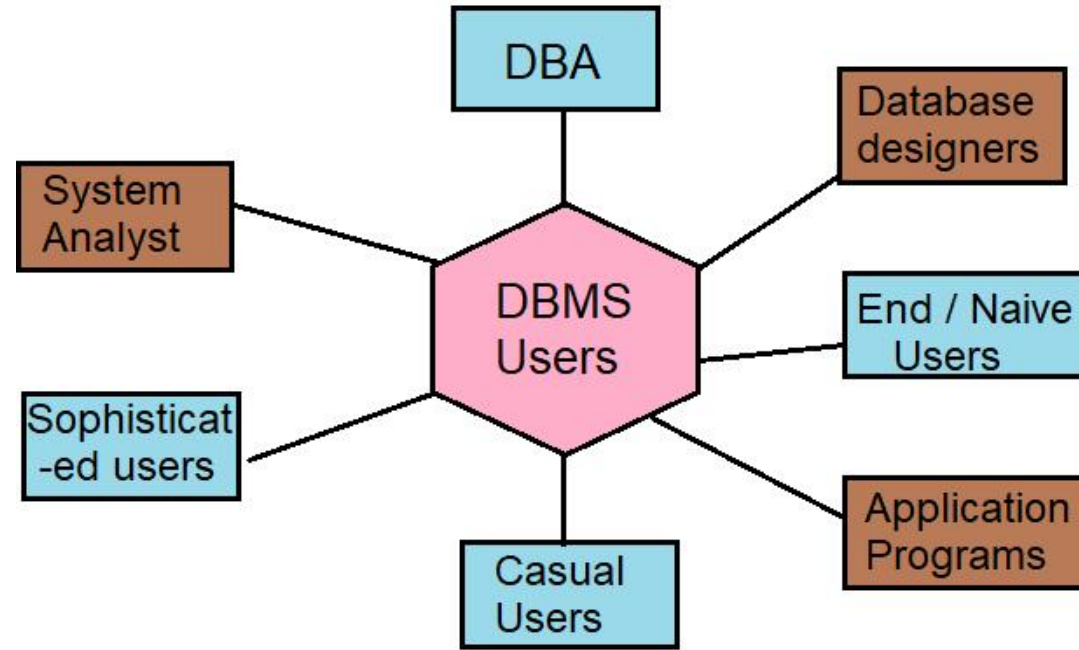 DBA
Database
designers
System
Analyst
DBMS
Users
End / Naive
Users
Sophisticat
-ed users
Application
Programs
Casual
Users